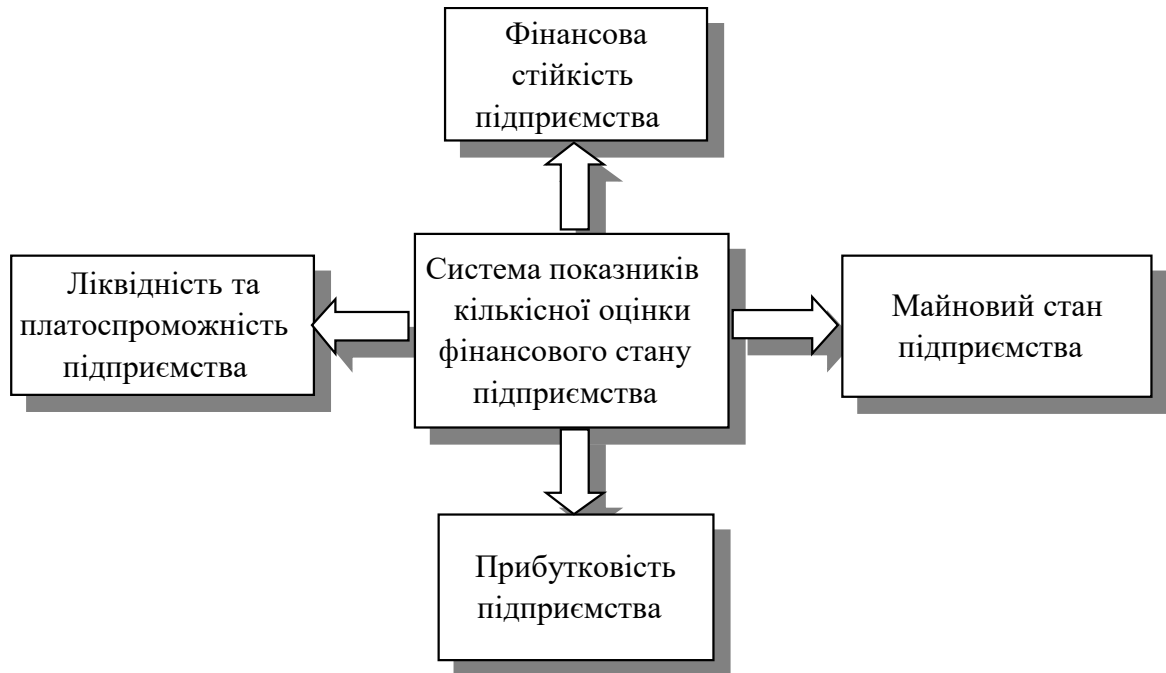 Фінансова
стійкість
підприємства
Ліквідність та
платоспроможність
підприємства
Система показників
кількісної оцінки
фінансового стану
підприємства
Майновий стан
підприємства
Прибутковість
підприємства